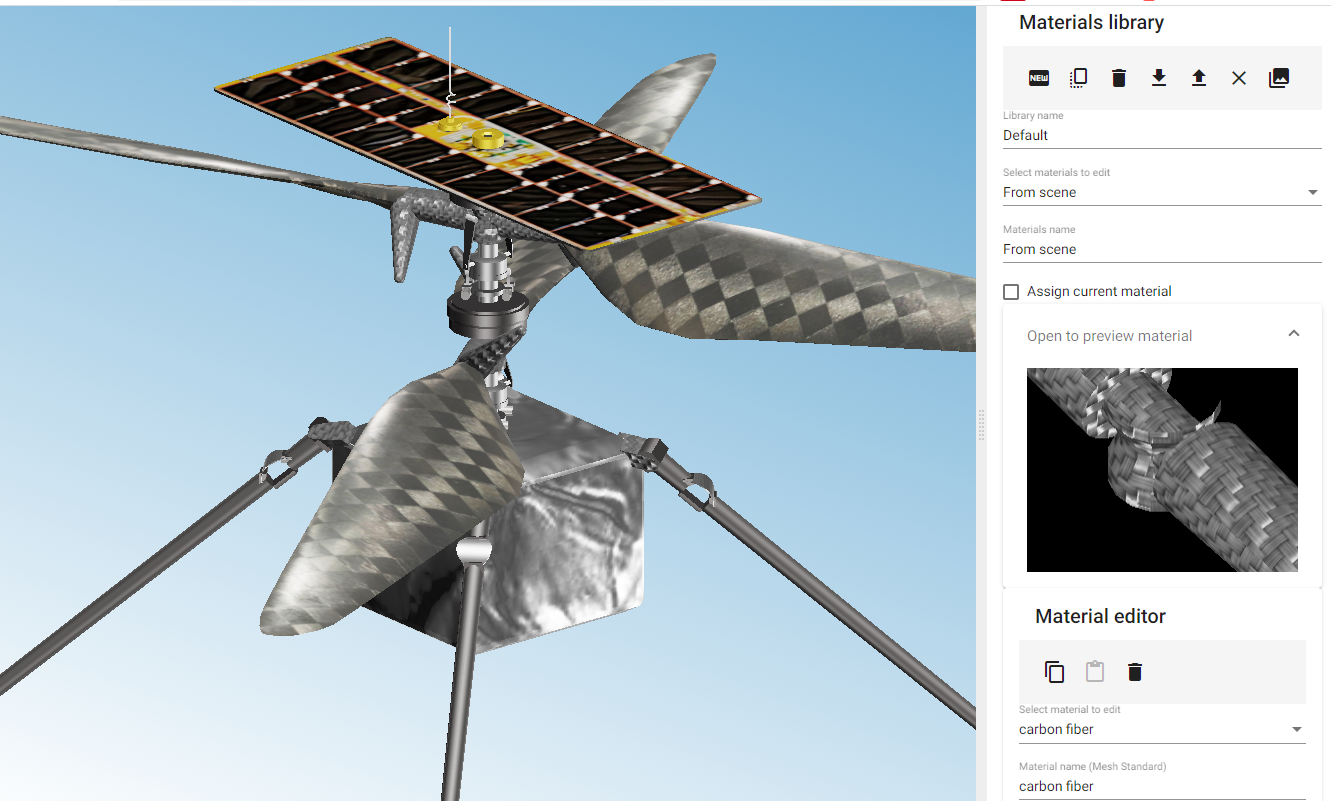 Materials library
NEW
Library name
Default
Select materials to edit
From scene
Materials name
From scene
Assign current material
Open to preview material
Material editor
Select material to edit
carbon fiber
Material name (Mesh Standard)
carbon fiber